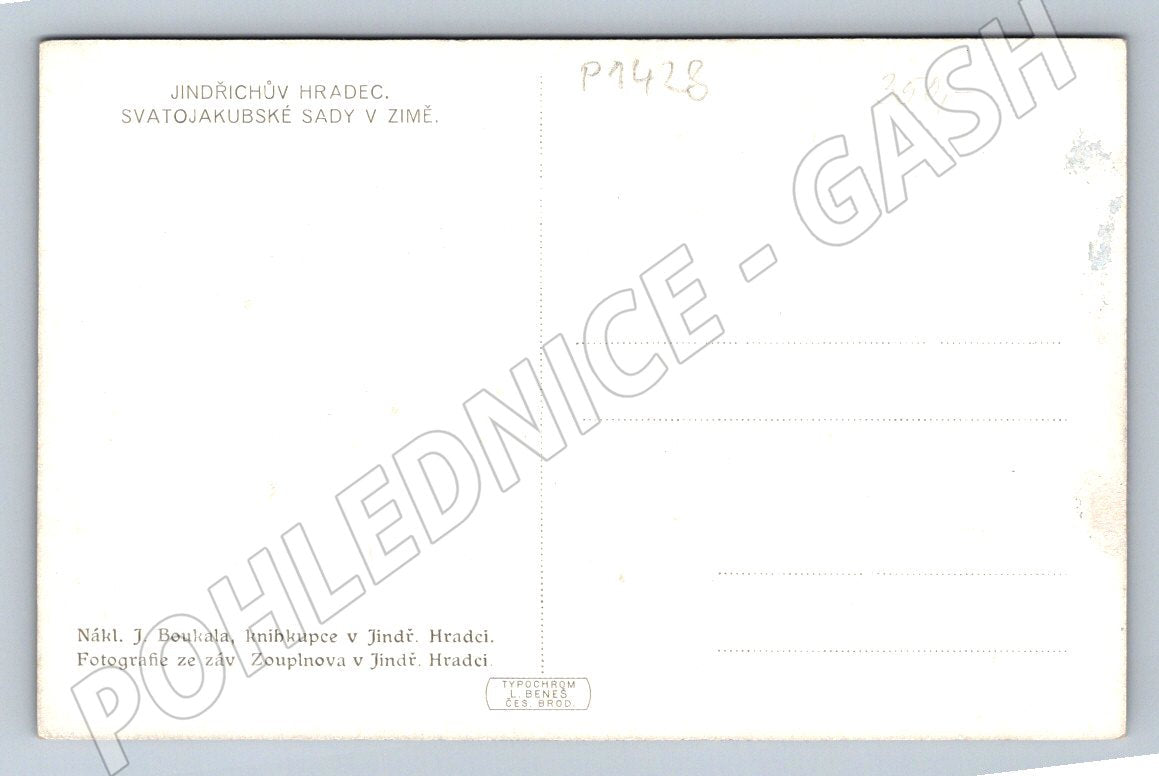 JINDŘICHŮV HRADEC.
SVATOJAKUBSKÉ SADY V ZIMĚ.
P1428
POHLEDNICE - GASH
Nákl. J. Boukala, knihkupce v Jindř. Hradci.
Fotografie ze záv. Zouplnova v Jindř. Hradci.
TYPOCHROM
L. BENEŠ
ČES. BROD.